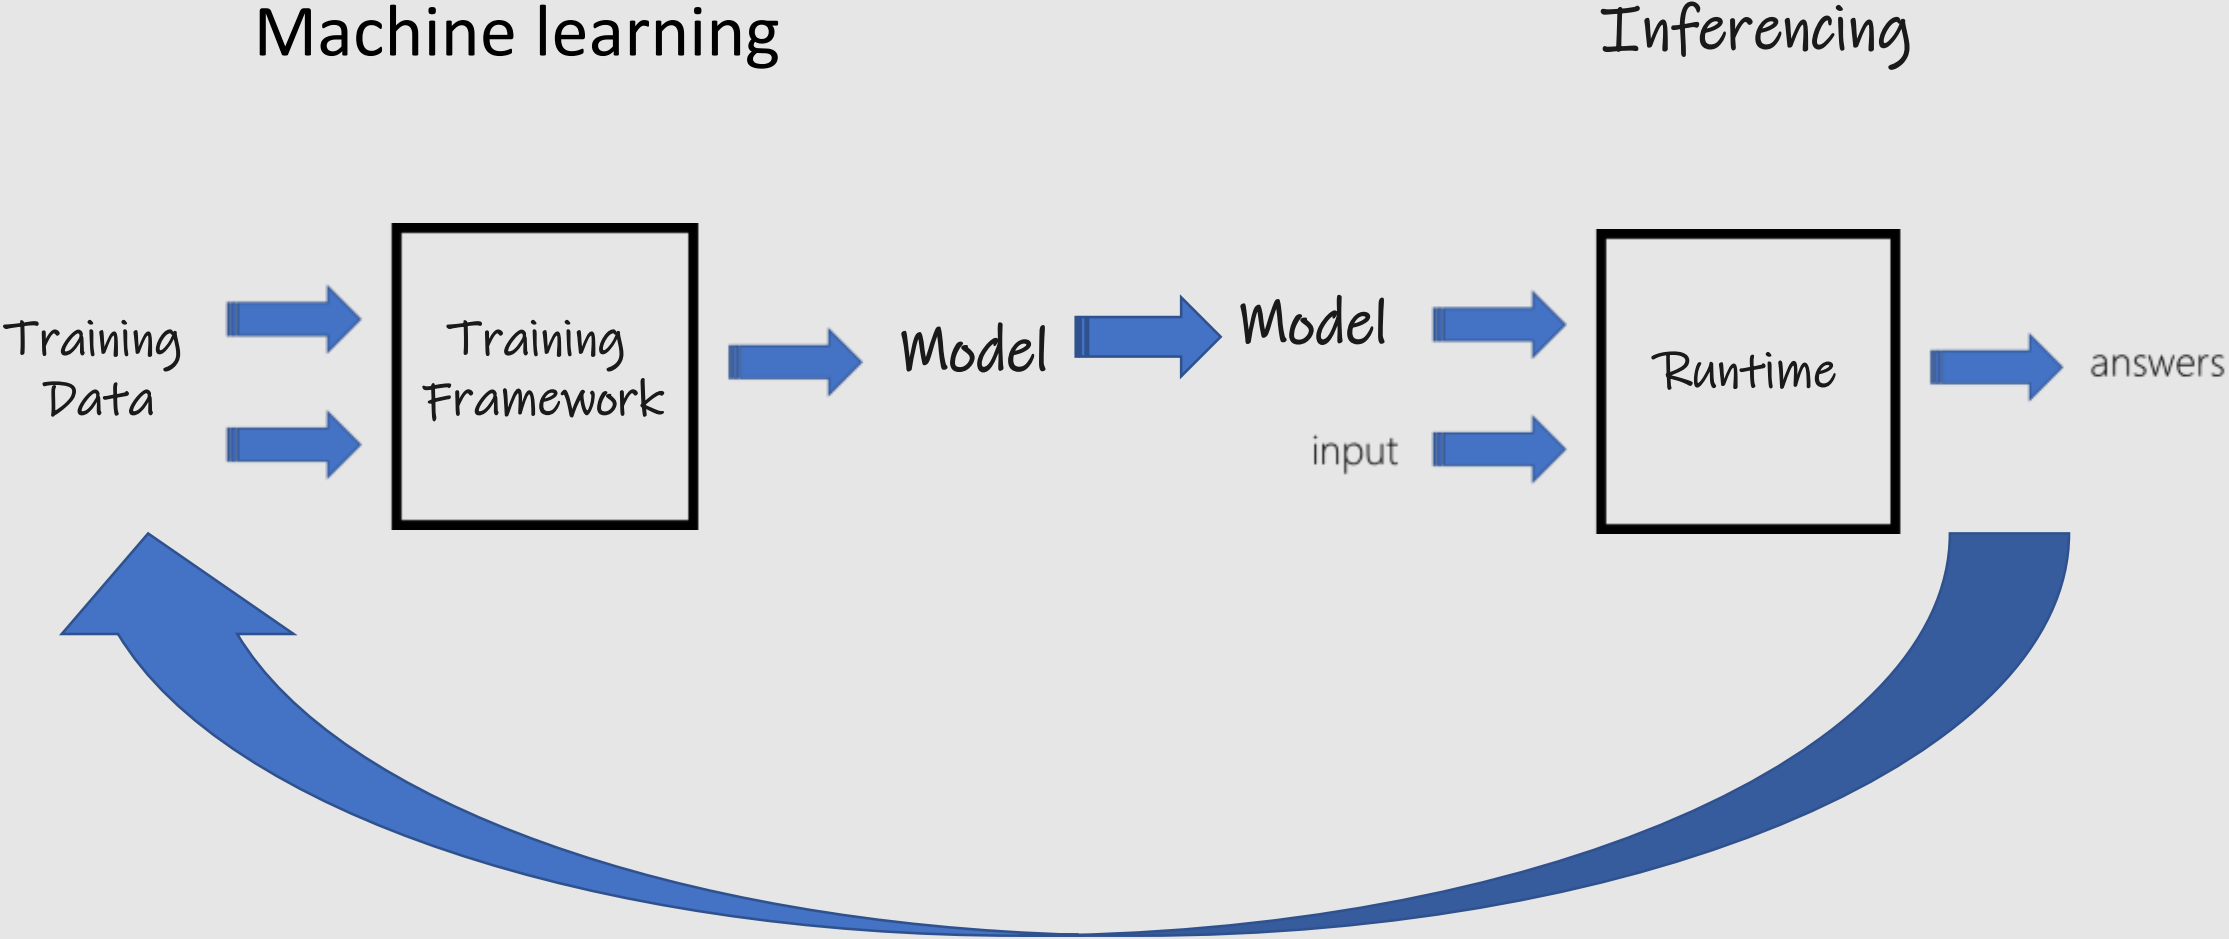 Machine learning
Inferencing
Training
Data
Training
Framework
Model
Model
input
Runtime
answers